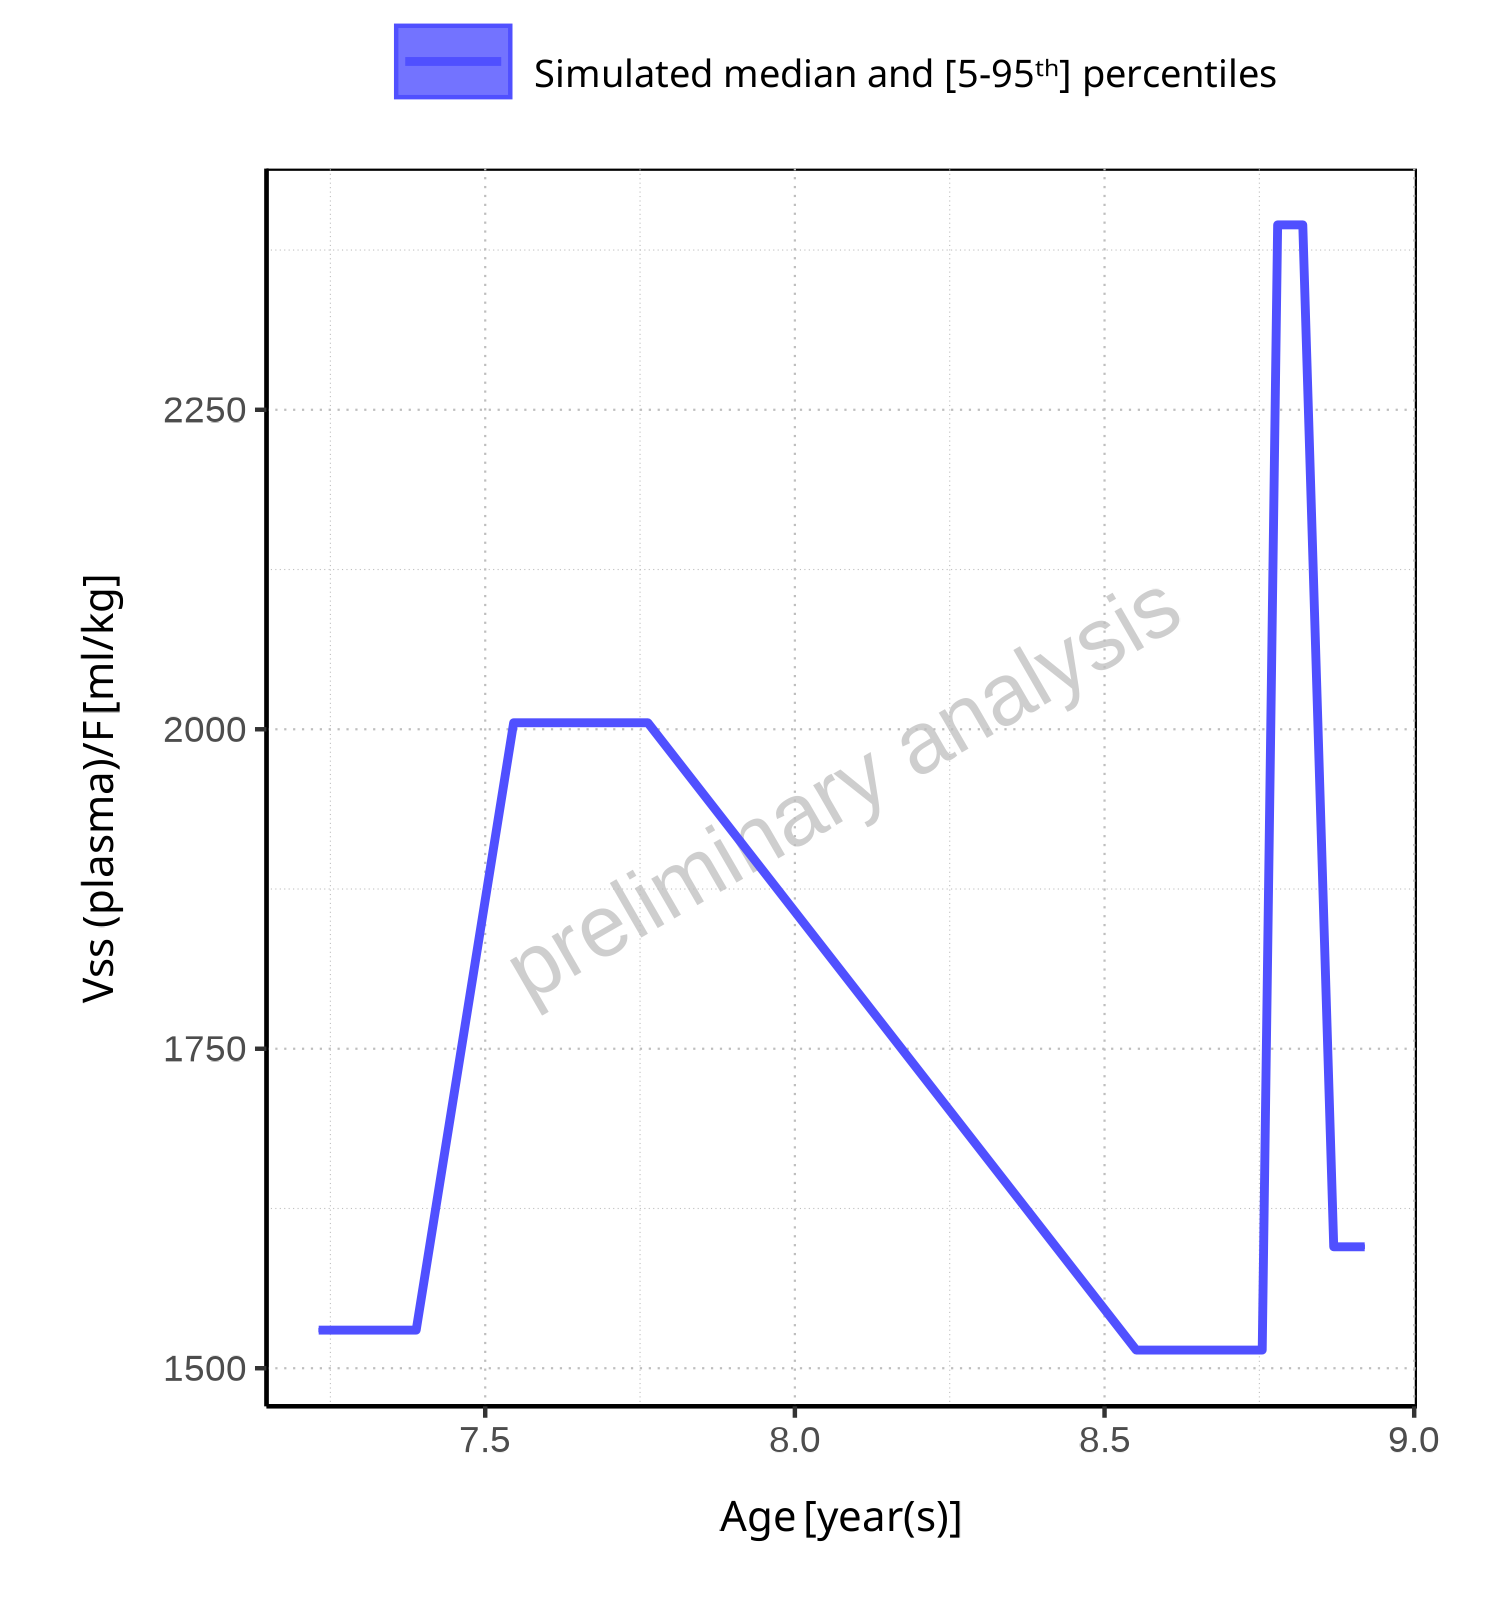 Simulated median and [5-95th] percentiles
2250
2000
1750
1500
Vss (plasma)/F [ml/kg]
preliminary analysis
7.5 8.0 8.5 9.0
Age [year(s)]